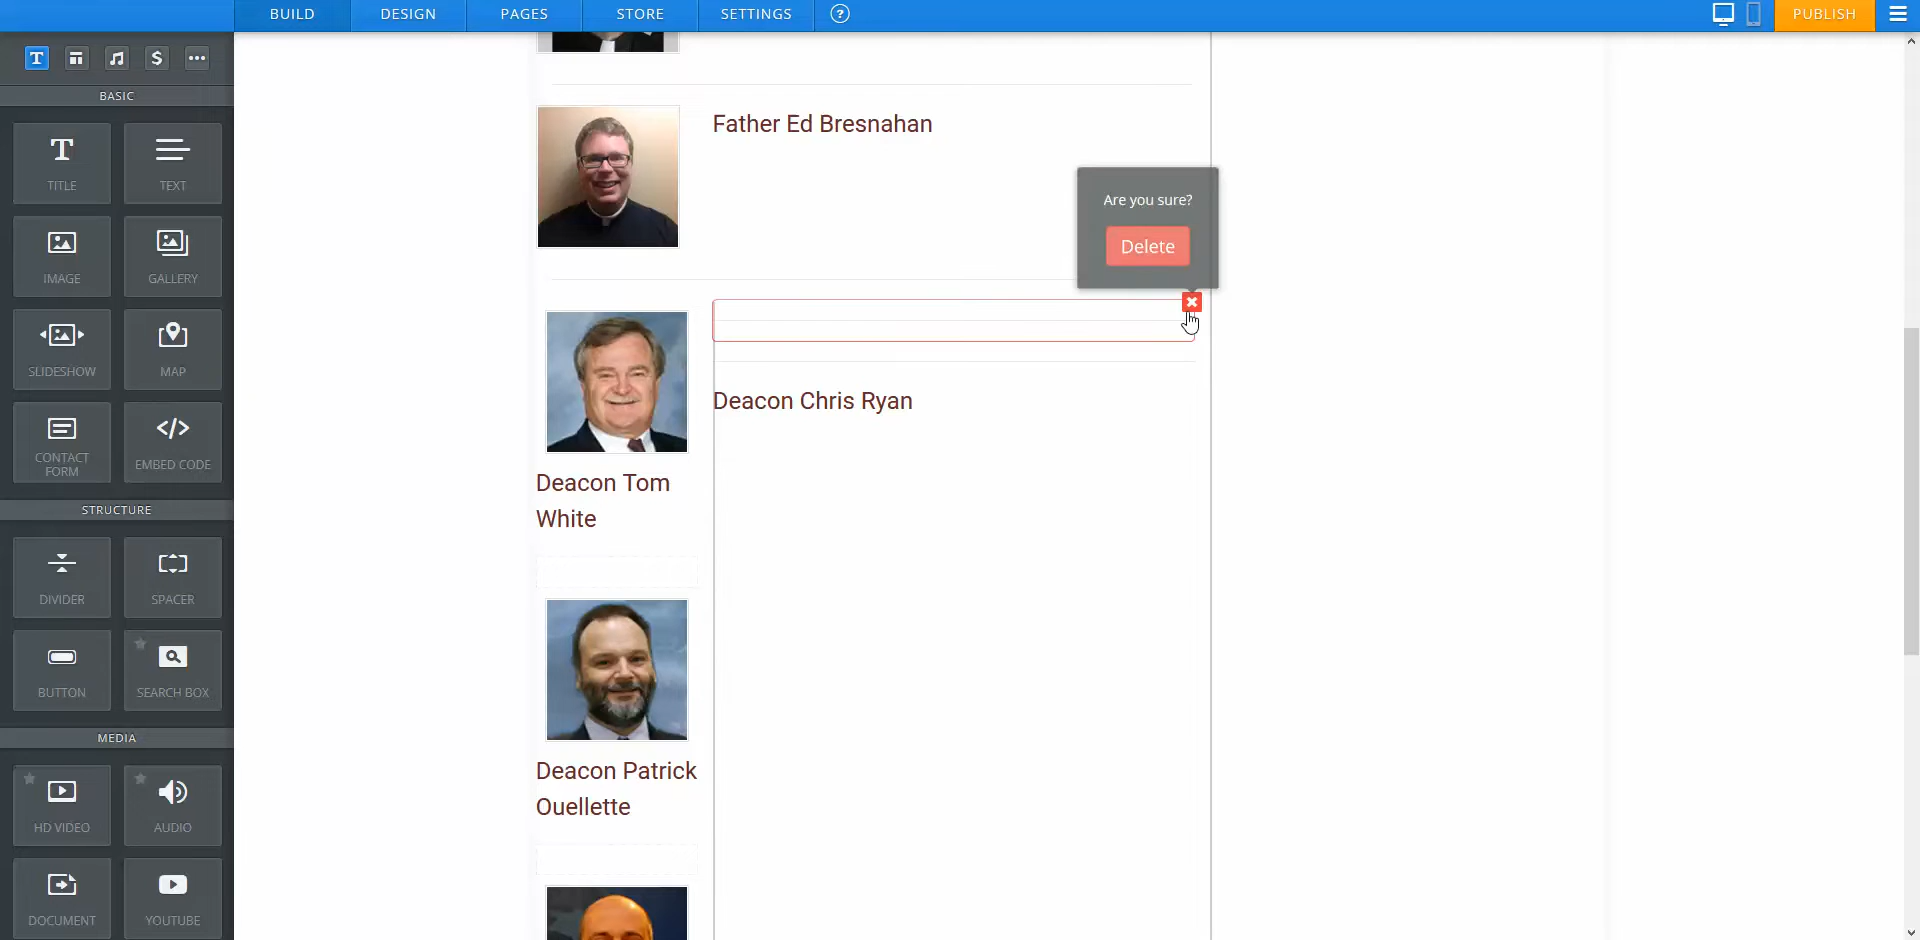 BUILD
DESIGN
PAGES
STORE
SETTINGS
?
PUBLISH
T
$
BASIC
T
TITLE
TEXT
IMAGE
GALLERY
SLIDESHOW
MAP
CONTACT
FORM
</>
EMBED CODE
STRUCTURE
DIVIDER
SPACER
BUTTON
SEARCH BOX
MEDIA
HD VIDEO
AUDIO
DOCUMENT
YOUTUBE
Father Ed Bresnahan
Are you sure?
Delete
Deacon Chris Ryan
Deacon Tom
White
Deacon Patrick
Ouellette